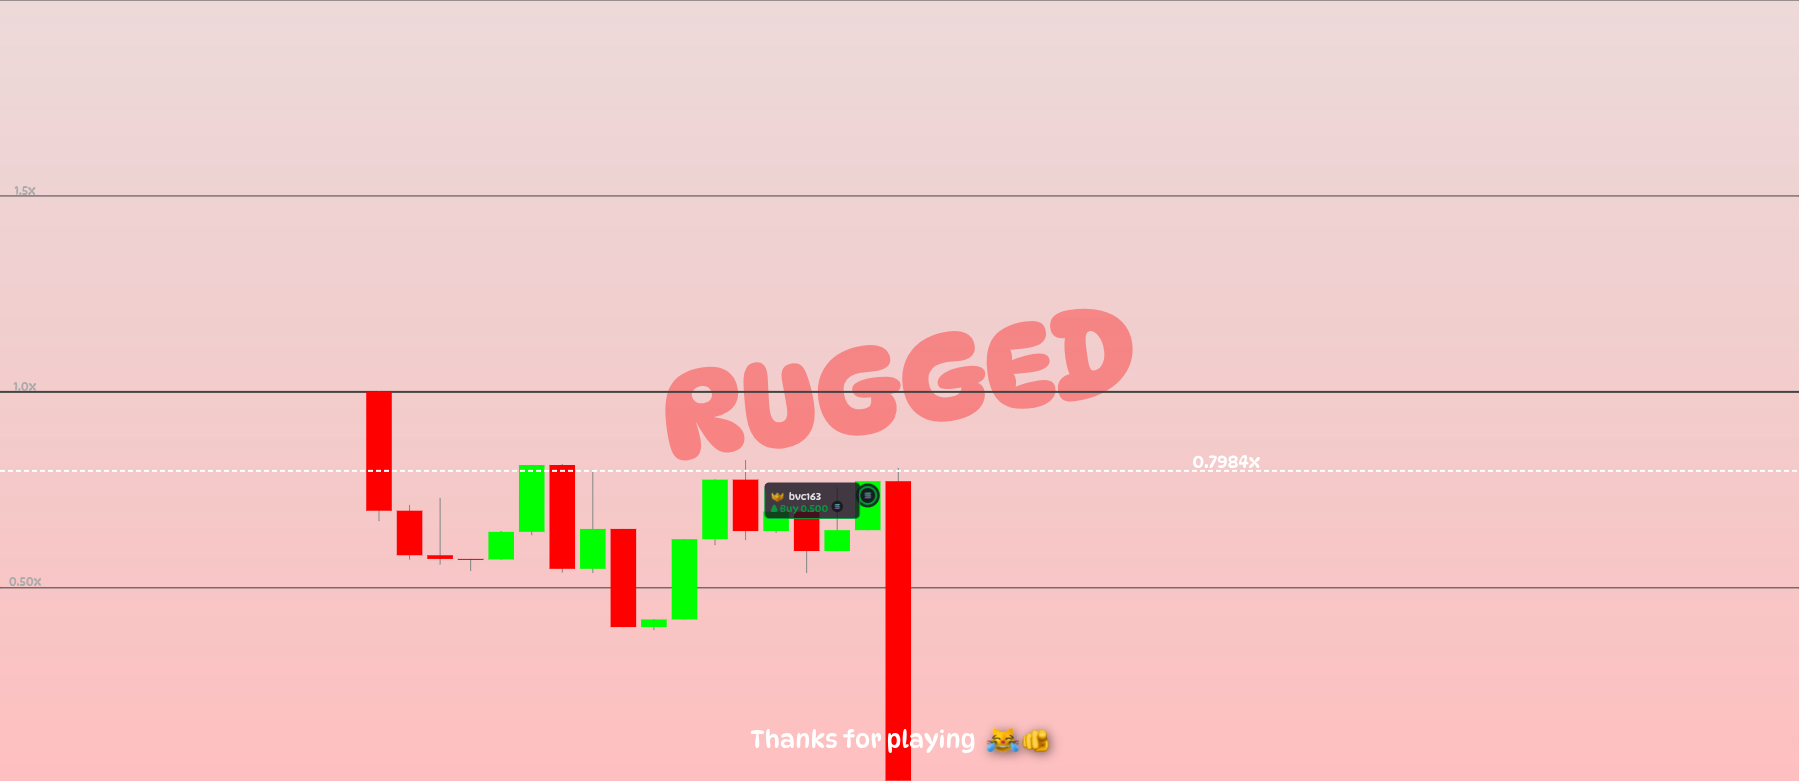 1.5x
1.0x
RUGGED
0.7984x
bvc163
Buy 0.500
0.50x
Thanks for playing